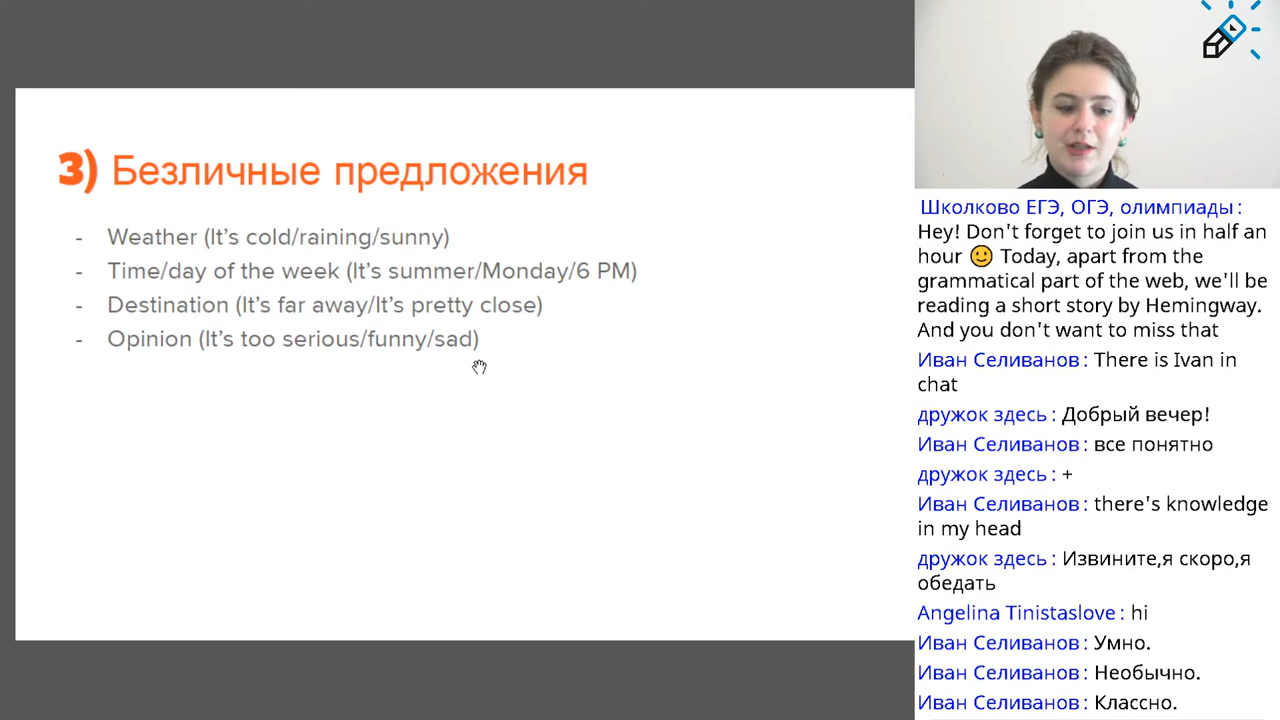 3) Безличные предложения
- Weather (It's cold/raining/sunny)
- Time/day of the week (It's summer/Monday/6 PM)
- Destination (It's far away/It's pretty close)
- Opinion (It's too serious/funny/sad)
Школково ЕГЭ, ОГЭ, олимпиады :
Hey! Don't forget to join us in half an
hour 🙂 Today, apart from the
grammatical part of the web, we'll be
reading a short story by Hemingway.
And you don't want to miss that
Иван Селиванов : There is Ivan in
chat
дружок здесь : Добрый вечер!
Иван Селиванов : все понятно
дружок здесь : +
Иван Селиванов : there's knowledge
in my head
дружок здесь : Извините,я скоро,я
обедать
Angelina Tinistaslove : hi
Иван Селиванов : Умно.
Иван Селиванов : Необычно.
Иван Селиванов : Классно.